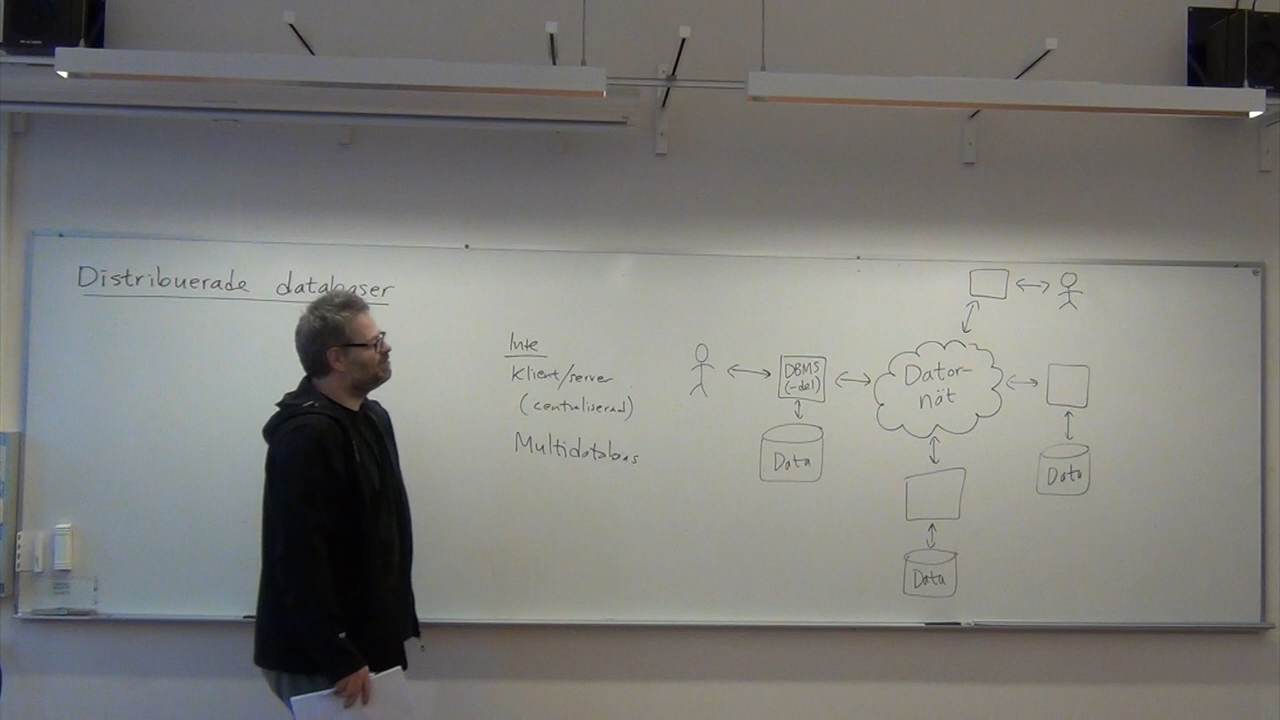 Distribuerade databaser
Inte
Klient/server
(centraliserad)
Multidatabas
DBMS
(-del)
Data
Dator-
nät
Data
Data